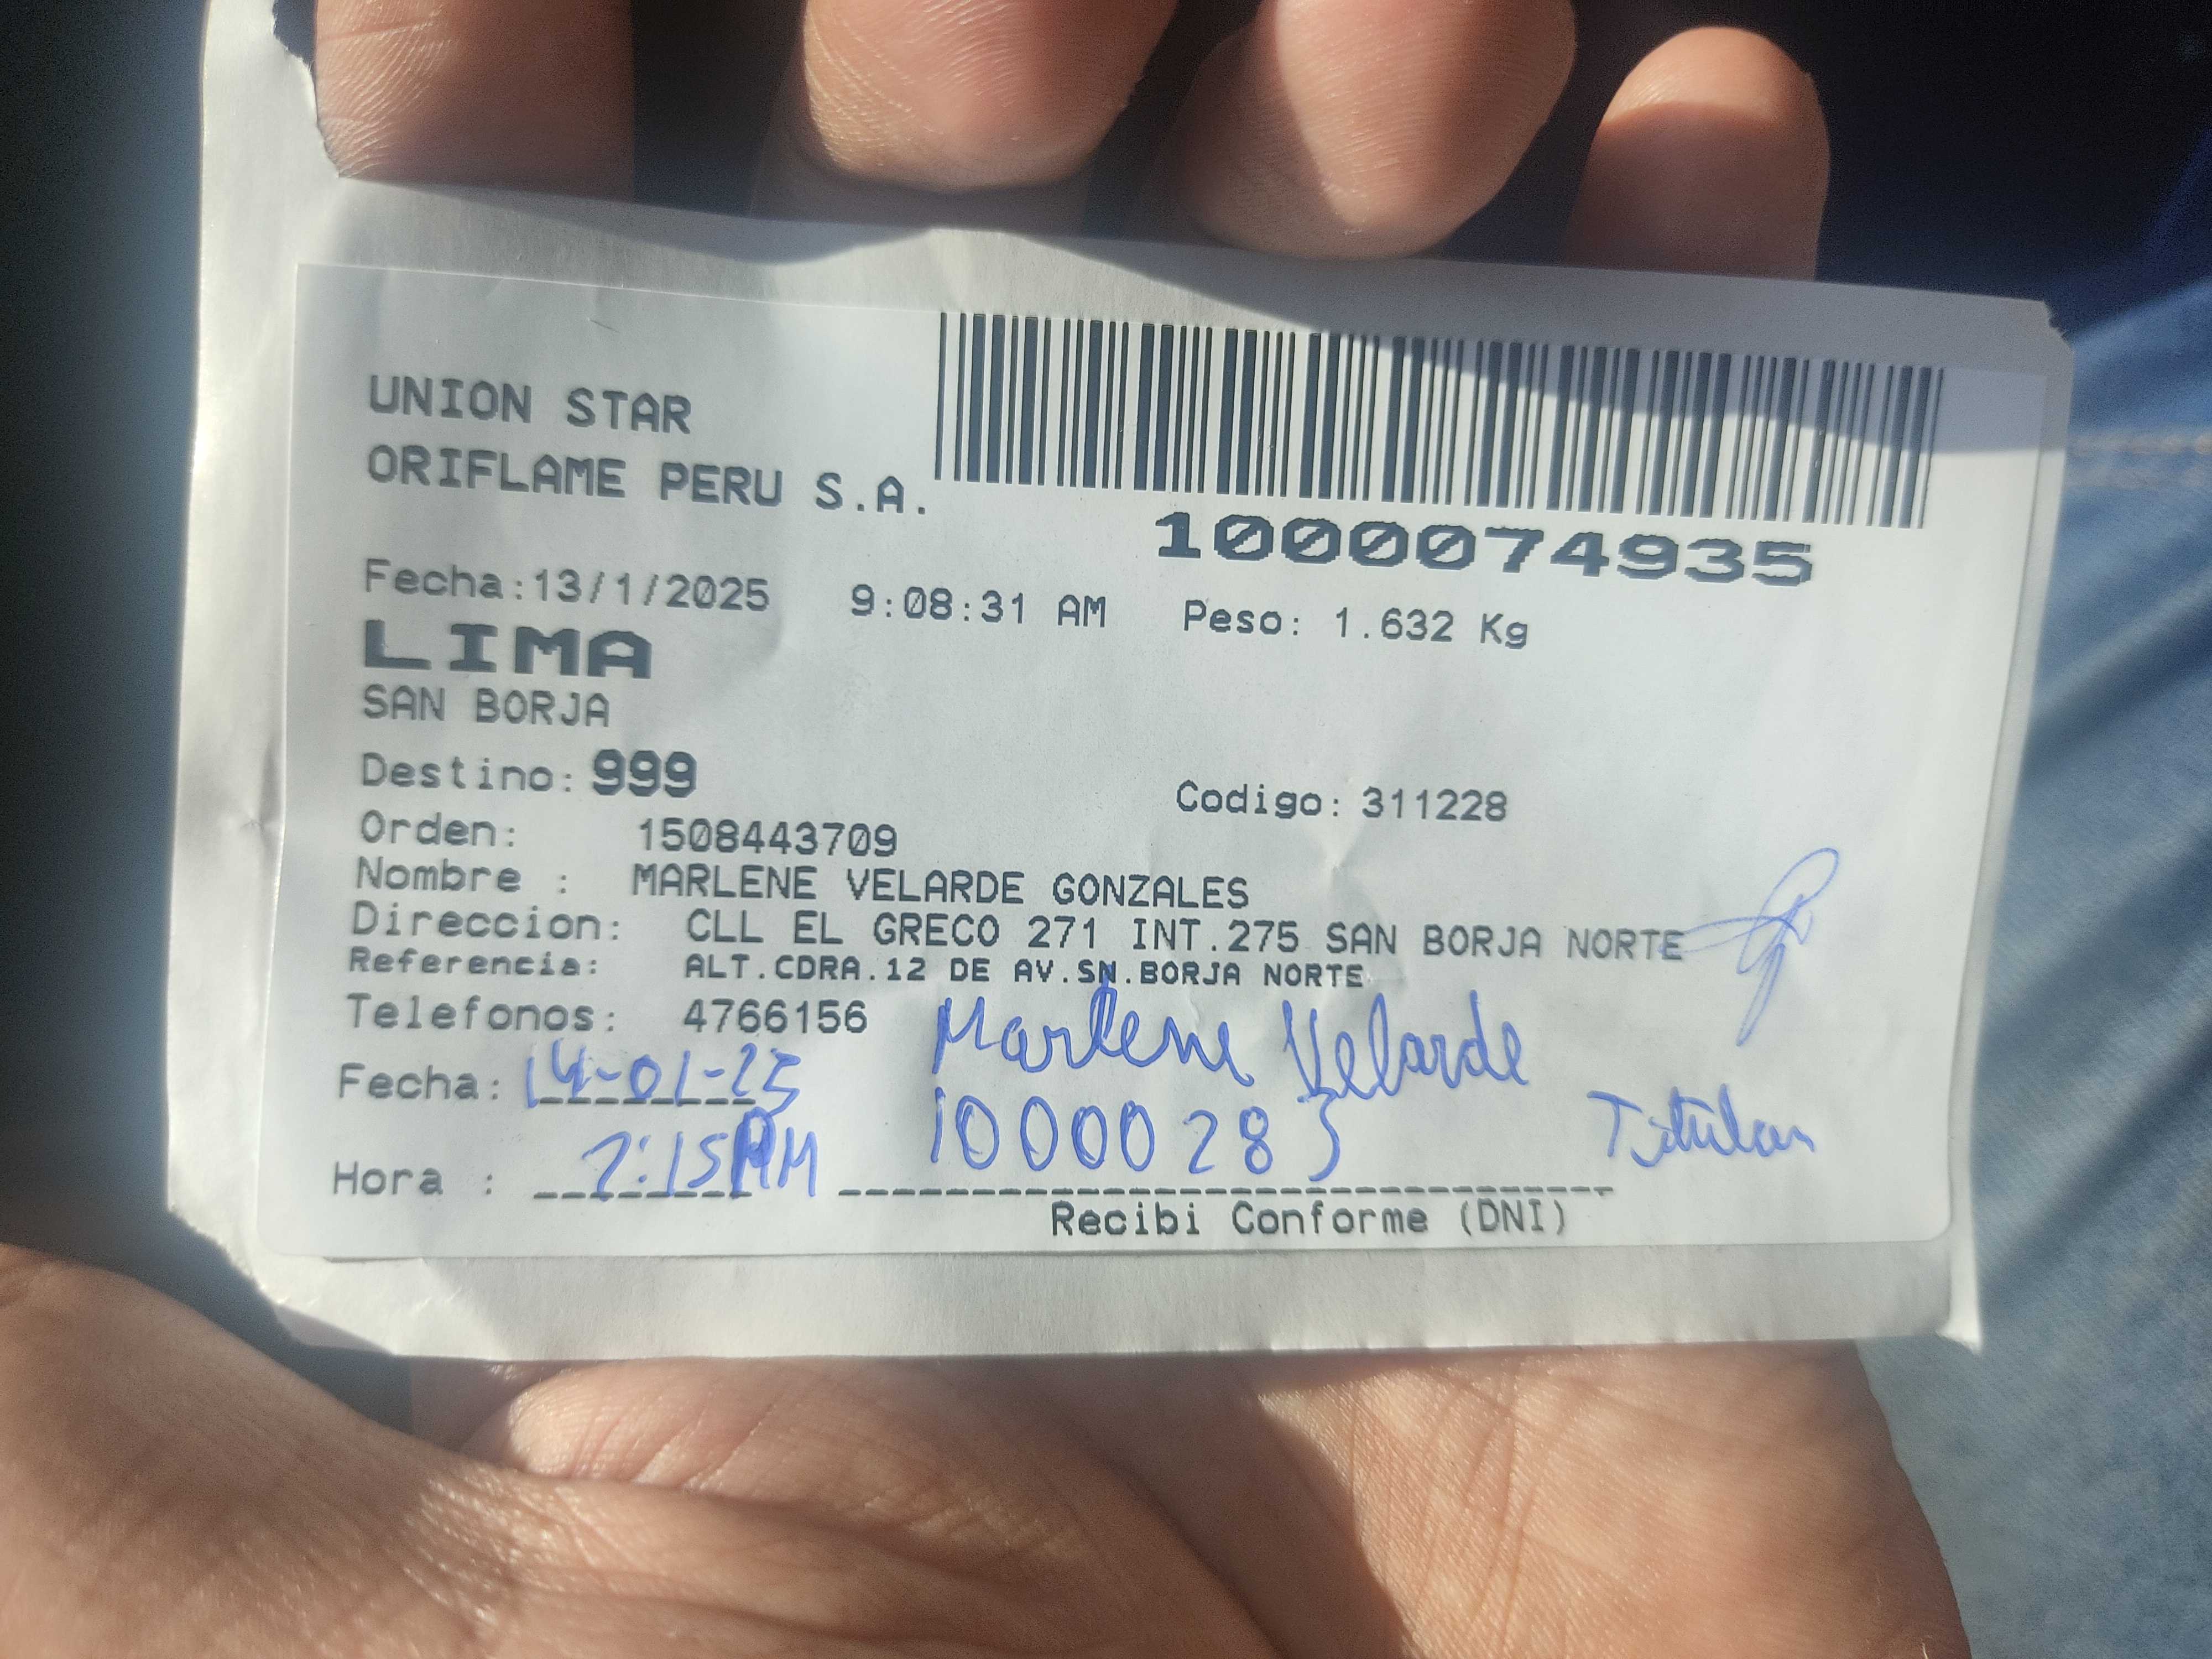 UNION STAR
ORIFLAME PERU S.A.
1000074935
Fecha:13/1/2025 9:08:31 AM Peso: 1.632 Kg
LIMA
SAN BORJA
Destino: 999
Codigo: 311228
Orden: 1508443709
Nombre : MARLENE VELARDE GONZALES
Direccion: CLL EL GRECO 271 INT.275 SAN BORJA NORTE
Referencia: ALT.CDRA.12 DE AV.SN.BORJA NORTE
Telefonos: 4766156
Marlene Velarde
Fecha: 14-01-25
10000283
Titular
Hora : :15
Recibi Conforme (DNI)